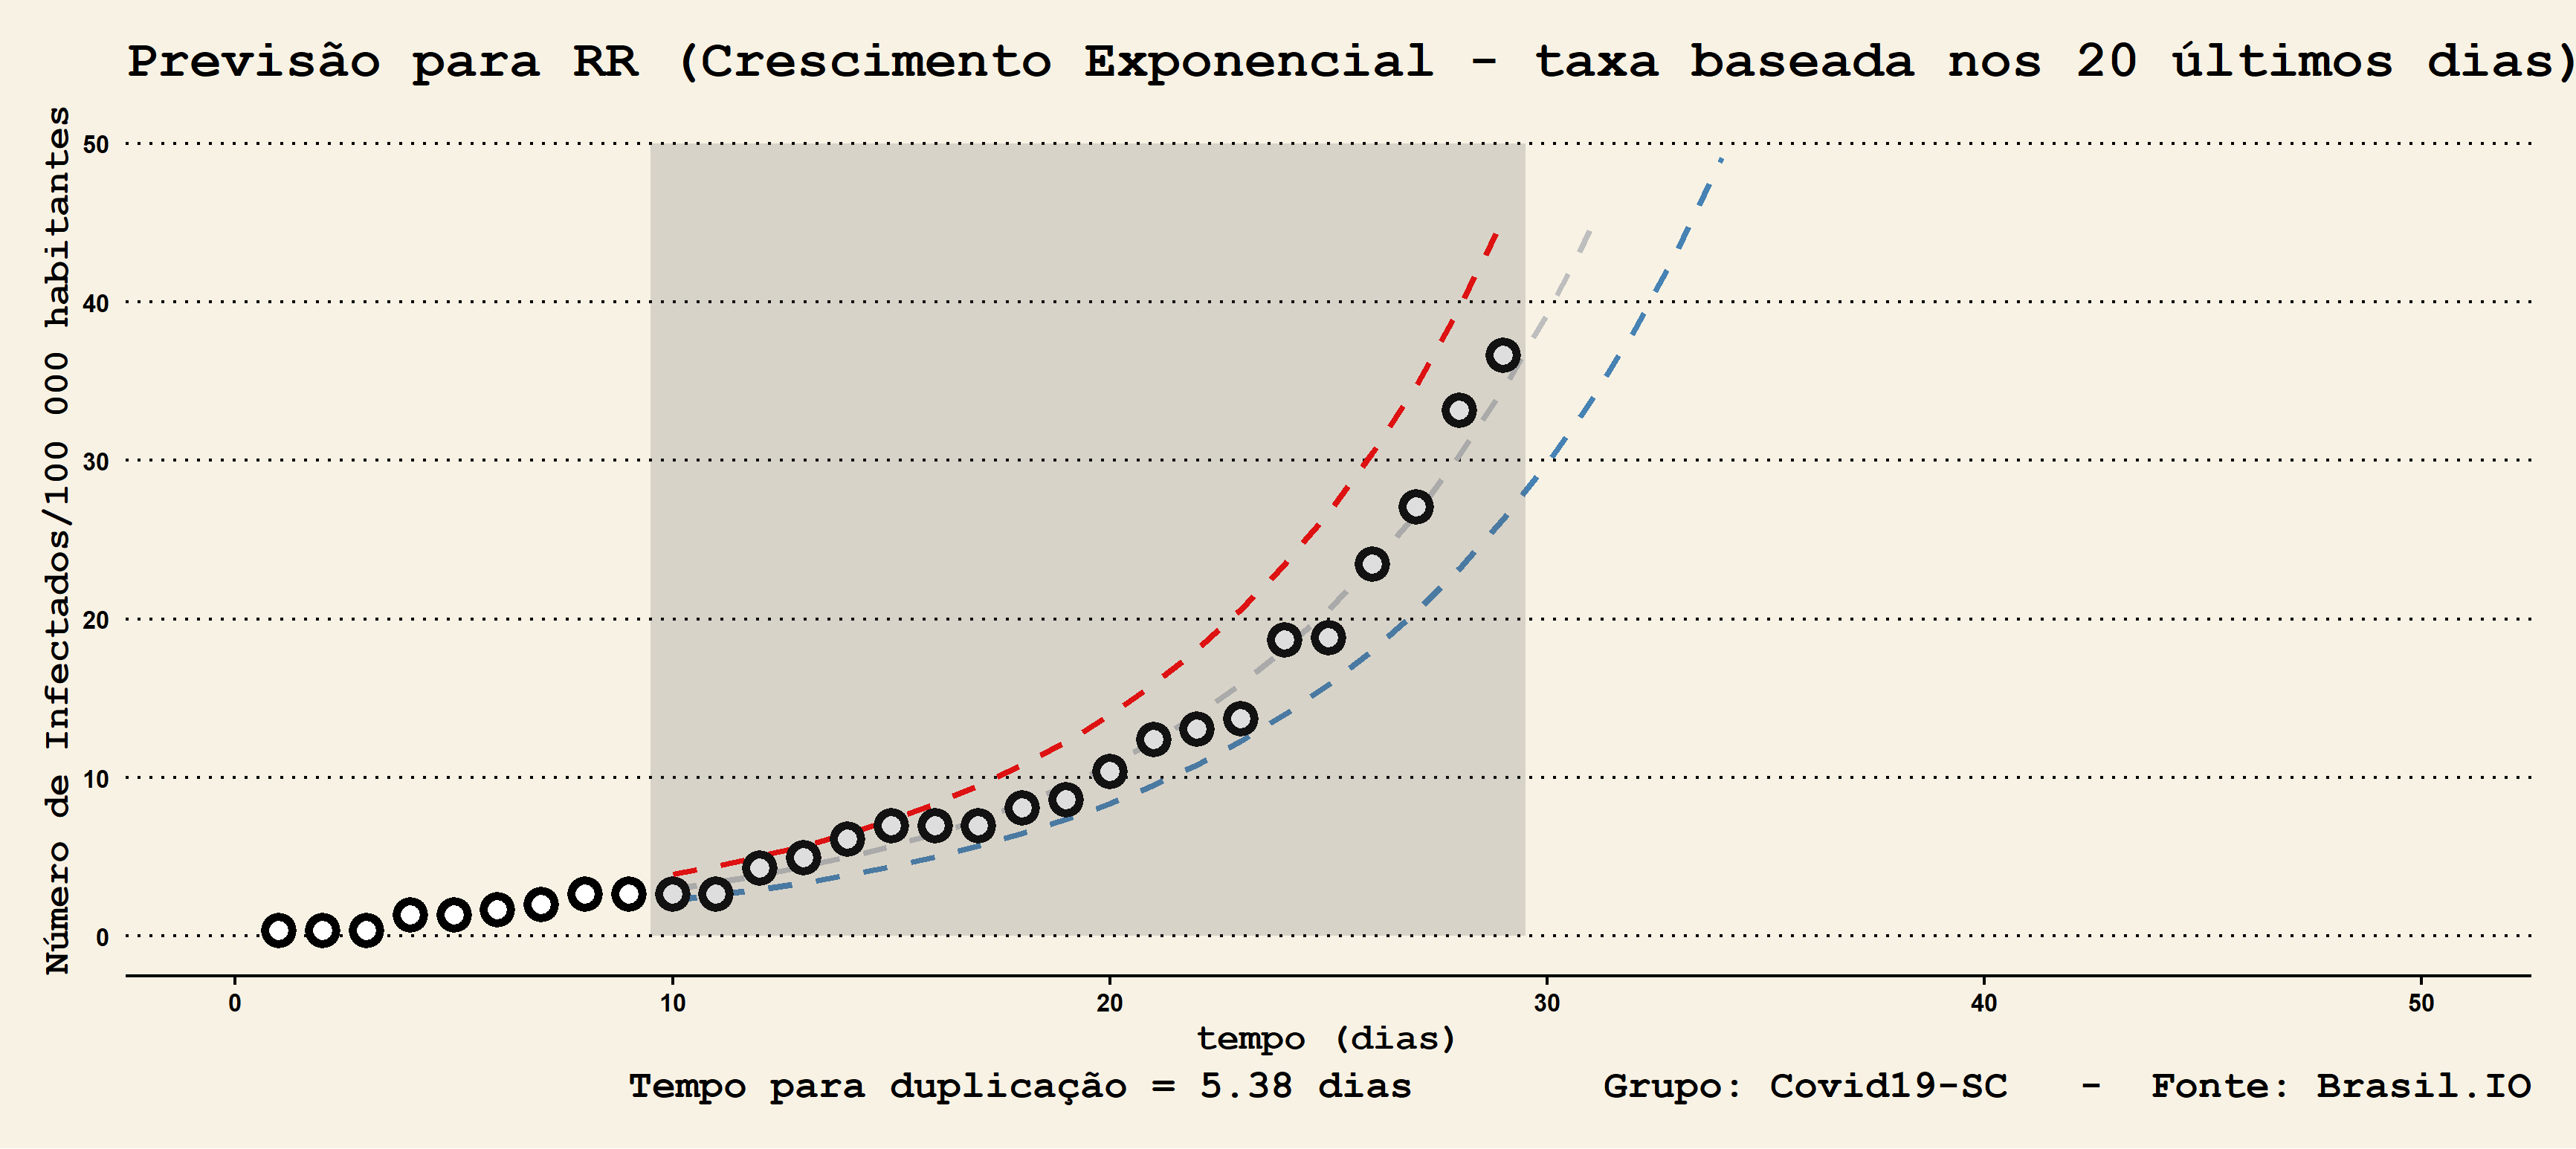 Previsão para RR (Crescimento Exponencial - taxa baseada nos 20 últimos dias)
Número de Infectados/100 000 habitantes
50
40
30
20
10
0
0 10 20 30 40 50
tempo (dias)
Tempo para duplicação = 5.38 dias Grupo: Covid19-SC - Fonte: Brasil.IO